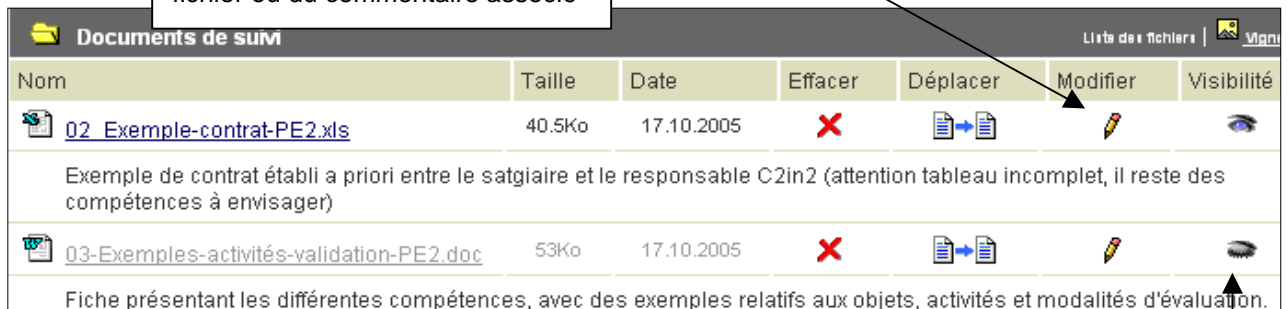 fichier ou du commentaire associé
Documents de suivi
Liste des fichiers |
Nom Taille Date Effacer Déplacer Modifier Visibilité
02_Exemple-contrat-PE2.xls 40.5Ko 17.10.2005
Exemple de contrat établi a priori entre le satgiaire et le responsable C2in2 (attention tableau incomplet, il reste des
compétences à envisager)
03-Exemples-activités-validation-PE2.doc 53Ko 17.10.2005
Fiche présentant les différentes compétences, avec des exemples relatifs aux objets, activités et modalités d'évaluation.